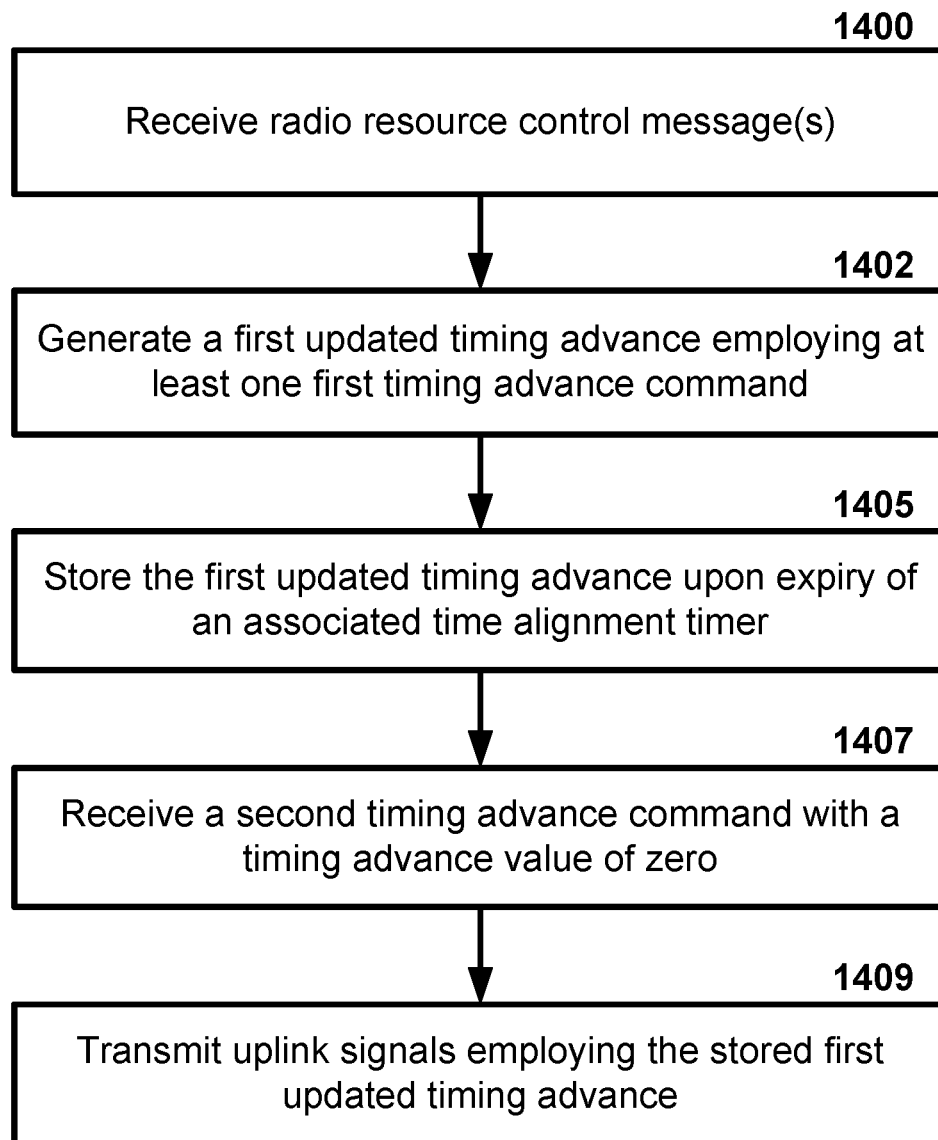 1400
Receive radio resource control message(s)
1402
Generate a first updated timing advance employing at
least one first timing advance command
1405
Store the first updated timing advance upon expiry of
an associated time alignment timer
1407
Receive a second timing advance command with a
timing advance value of zero
1409
Transmit uplink signals employing the stored first
updated timing advance